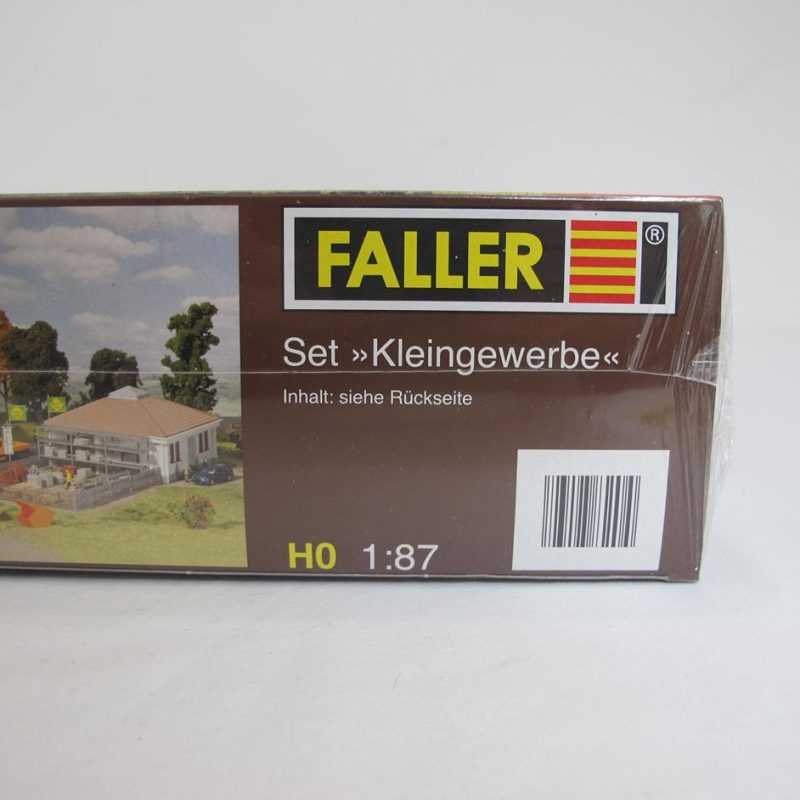 FALLER ®
Set »Kleingewerbe«
Inhalt: siehe Rückseite
H0 1:87